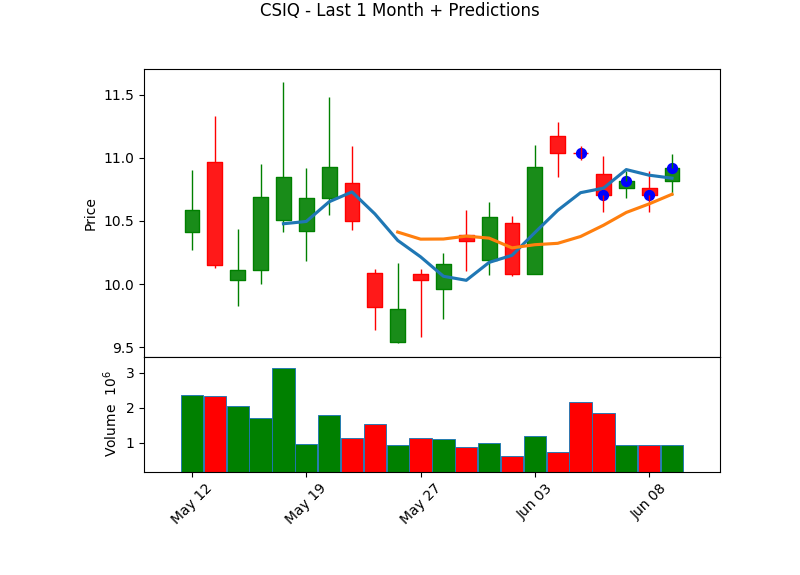 CSIQ - Last 1 Month + Predictions
Price
11.5
11.0
10.5
10.0
9.5
Volume 10^6
3
2
1
May 12
May 19
May 27
Jun 03
Jun 08